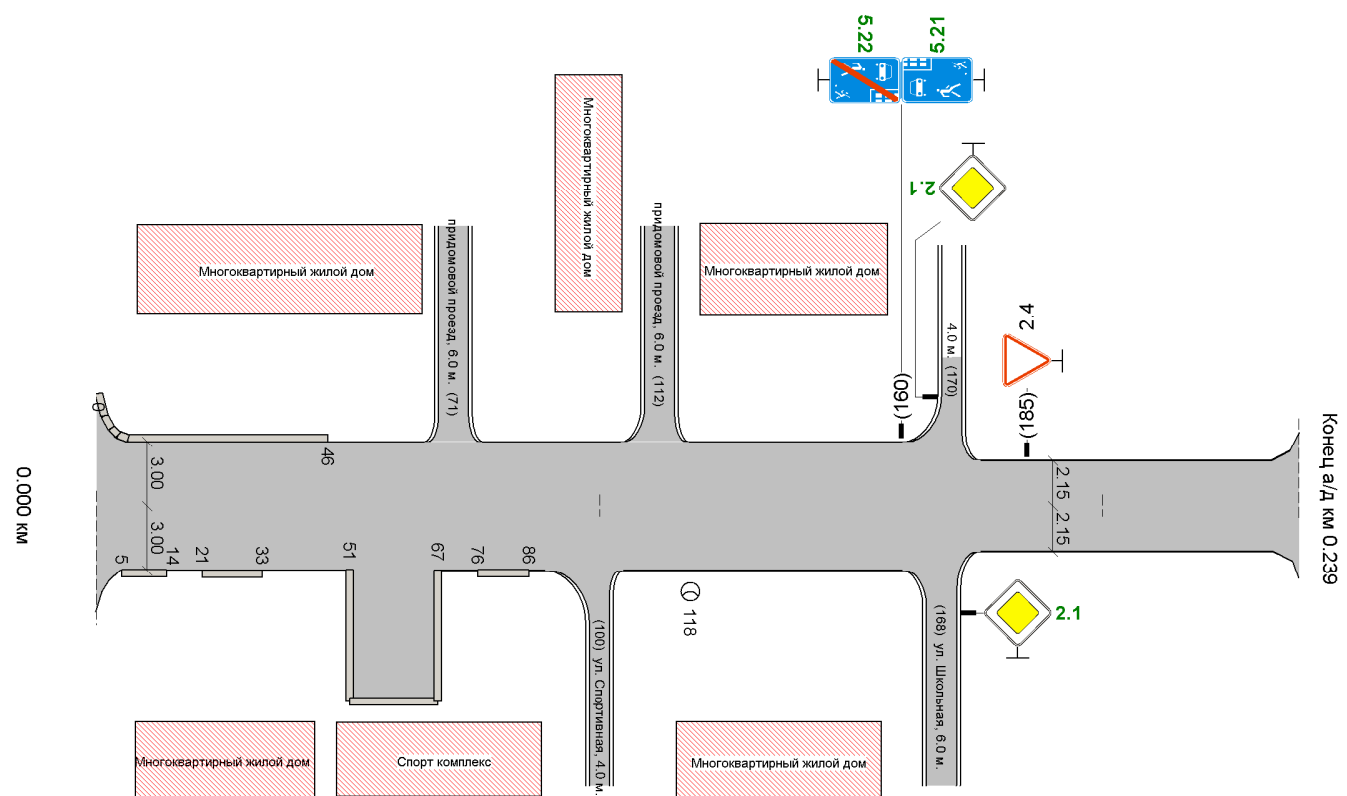 5.22
5.21
Многоквартирный жилой дом
2.1
придомовой проезд, 6.0 м. (71)
придомовой проезд, 6.0 м. (112)
Многоквартирный жилой дом
Многоквартирный жилой дом
2.4
4.0 м. (170)
(160)
(185)
0
46
3.00
3.00
2.15
2.15
Конец а/д км 0.239
0.000 км
5
14
21
33
51
67
76
86
118
(100) ул. Спортивная, 4.0 м.
(168) ул. Школьная, 6.0 м.
2.1
Многоквартирный жилой дом
Спорт комплекс
Многоквартирный жилой дом